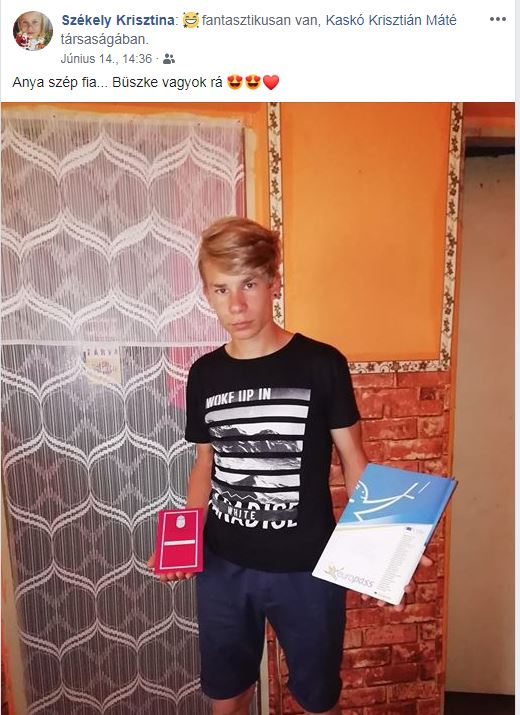 Székely Krisztina: 😂 fantasztikusan van, Kaskó Krisztián Máté
társaságában.
Június 14., 14:36 ·
Anya szép fia... Büszke vagyok rá 😍😍❤️
ZÁRVA
WOKE UP IN
PARADISE
WHITE
europass